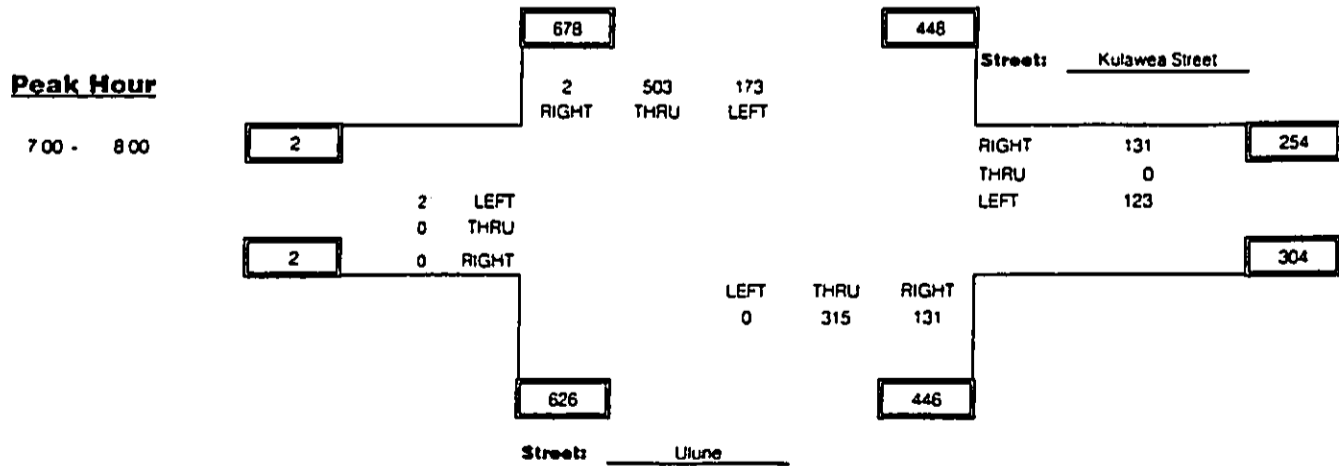 678 448
Street: Kulawea Street
Peak Hour
2 503 173
RIGHT THRU LEFT
7 00 - 8 00
2
RIGHT 131
254
THRU 0
2 LEFT
LEFT 123
0 THRU
2
0 RIGHT
304
LEFT THRU RIGHT
0 315 131
626 446
Street: Ulune